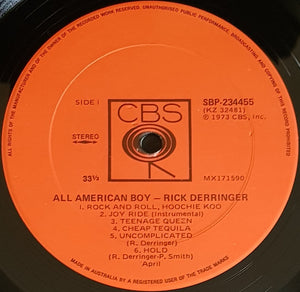 WARNING: UNAUTHORISED PUBLIC PERFORMANCE, BROADCASTING
ALL RIGHTS OF THE MANUFACTURER AND OF THE OWNER OF THE RECORDED WORK RESERVED
AND RE-RECORDING OF THIS RECORD PROHIBITED
SIDE 1
CBS
SBP-234455
(KZ 32481)
℗ 1973 CBS, Inc.
STEREO
33⅓
MX171590
ALL AMERICAN BOY – RICK DERRINGER
1. ROCK AND ROLL, HOOCHIE KOO
2. JOY RIDE (Instrumental)
3. TEENAGE QUEEN
4. CHEAP TEQUILA
5. UNCOMPLICATED
(R. Derringer)
6. HOLD
(R. Derringer-P. Smith)
April
MADE IN AUSTRALIA BY A REGISTERED USER OF THE TRADE MARKS